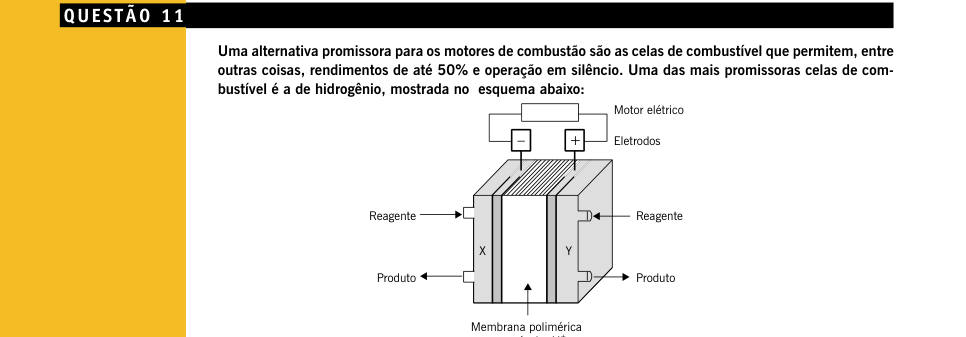 QUESTÃO 11
Uma alternativa promissora para os motores de combustão são as celas de combustível que permitem, entre
outras coisas, rendimentos de até 50% e operação em silêncio. Uma das mais promissoras celas de com-
bustível é a de hidrogênio, mostrada no esquema abaixo:
Motor elétrico
− +
Eletrodos
Reagente
Reagente
X
Y
Produto
Produto
Membrana polimérica